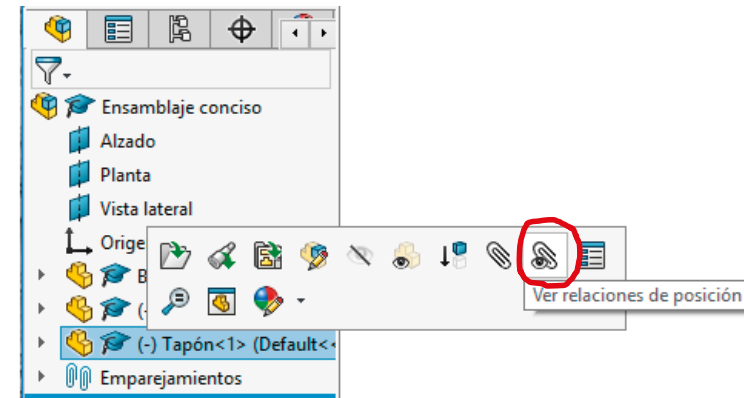 Ensamblaje conciso
Alzado
Planta
Vista lateral
Orige
B
(-
Ver relaciones de posición
(-) Tapón<1> (Default<<
Emparejamientos